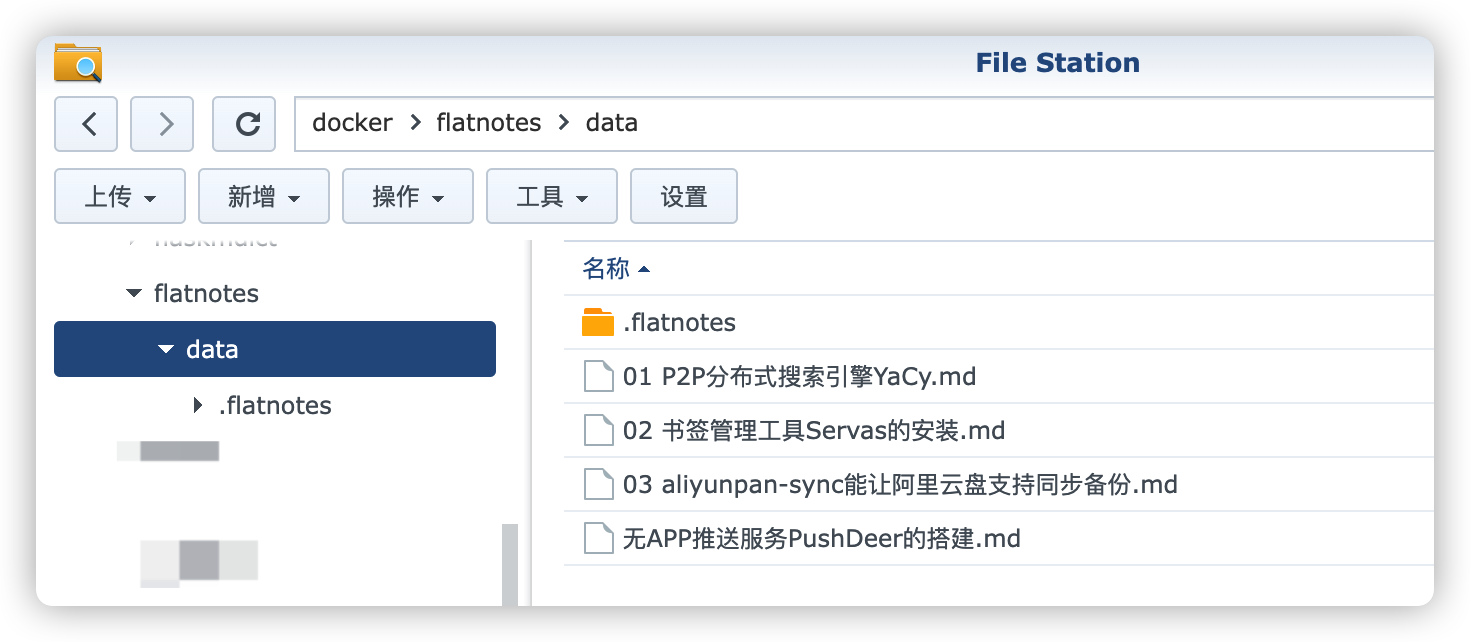 File Station
docker > flatnotes > data
上传 新增 操作 工具 设置
flatnotes
data
.flatnotes
名称
.flatnotes
01 P2P分布式搜索引擎YaCy.md
02 书签管理工具Servas的安装.md
03 aliyunpan-sync能让阿里云盘支持同步备份.md
无APP推送服务PushDeer的搭建.md